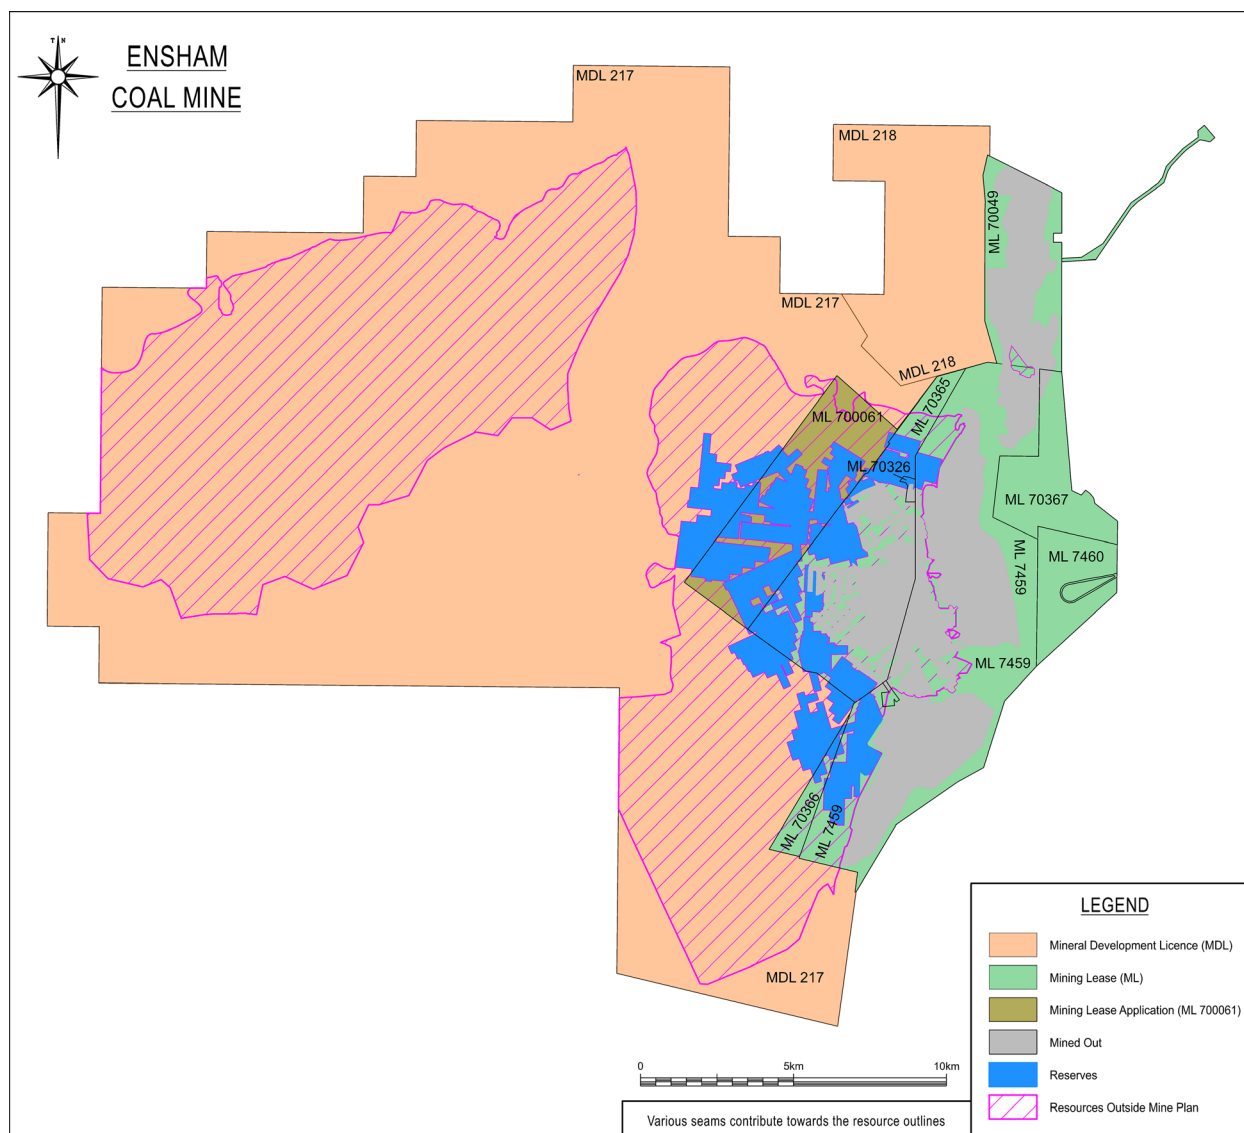 T N
ENSHAM
COAL MINE
MDL 217
MDL 218
ML 70049
MDL 217
MDL 218
ML 70365
ML 700061
ML 70326
ML 70367
ML 7459
ML 7460
ML 7459
ML 70366
ML 7459
MDL 217
LEGEND
Mineral Development Licence (MDL)
Mining Lease (ML)
Mining Lease Application (ML 700061)
Mined Out
Reserves
Resources Outside Mine Plan
0 5km 10km
Various seams contribute towards the resource outlines